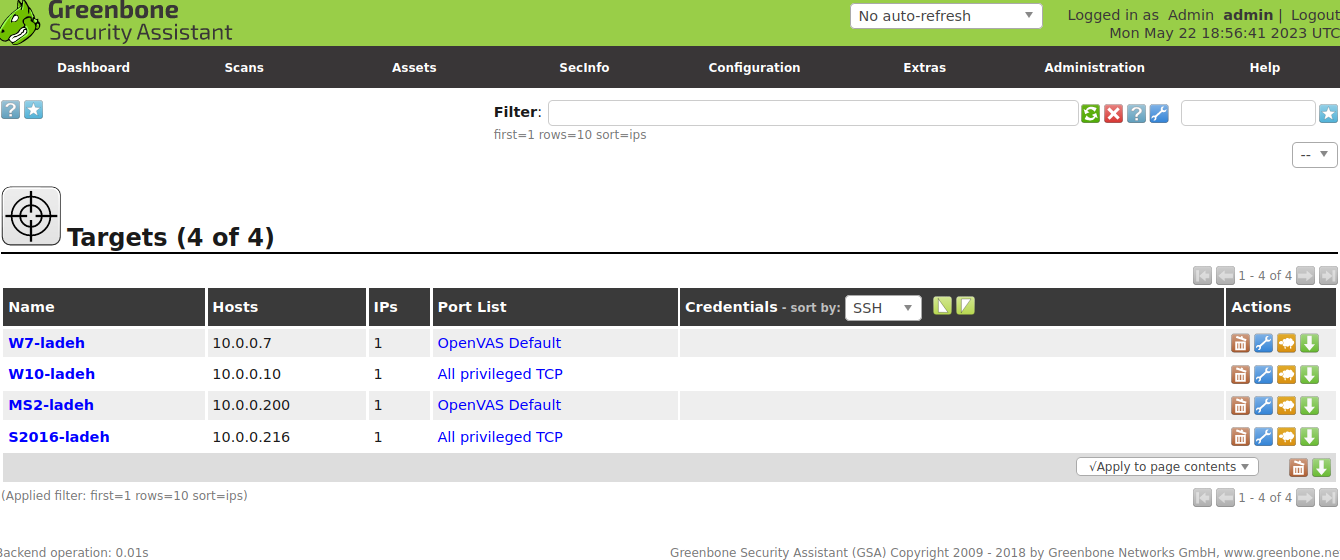 Greenbone
Security Assistant
No auto-refresh
Logged in as Admin admin | Logout
Mon May 22 18:56:41 2023 UTC
Dashboard Scans Assets SecInfo Configuration Extras Administration Help
Filter:
first=1 rows=10 sort=ips
--
Targets (4 of 4)
1 - 4 of 4
Name Hosts IPs Port List Credentials - sort by: SSH Actions
W7-ladeh 10.0.0.7 1 OpenVAS Default
W10-ladeh 10.0.0.10 1 All privileged TCP
MS2-ladeh 10.0.0.200 1 OpenVAS Default
S2016-ladeh 10.0.0.216 1 All privileged TCP
√Apply to page contents
(Applied filter: first=1 rows=10 sort=ips) 1 - 4 of 4
Backend operation: 0.01s Greenbone Security Assistant (GSA) Copyright 2009 - 2018 by Greenbone Networks GmbH, www.greenbone.ne